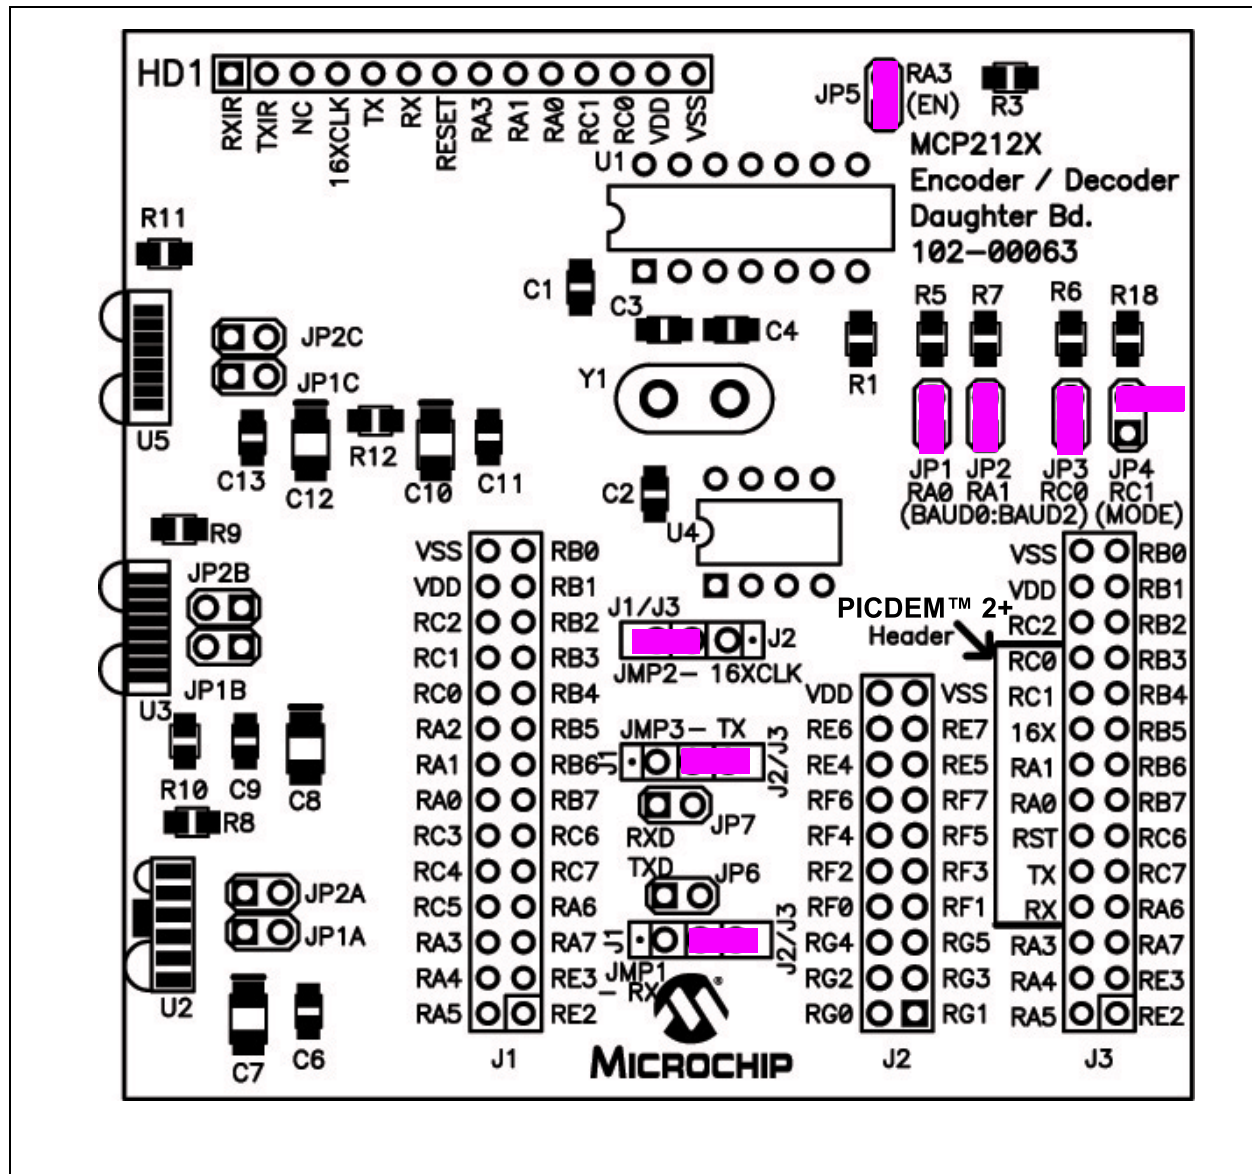 HD1
RXIR
TXIR
NC
16XCLK
TX
RX
RESET
RA3
RA1
RA0
RC1
RC0
VDD
VSS
JP5
RA3
(EN)
R3
U1
MCP212X
Encoder / Decoder
Daughter Bd.
102-00063
R11
C1
C3
C4
R5
R7
R6
R18
JP2C
JP1C
Y1
R1
U5
C13
C12
R12
C10
C11
C2
U4
JP1
JP2
JP3
JP4
RA0
RA1
RC0
RC1
(BAUD0:BAUD2) (MODE)
R9
JP2B
JP1B
U3
R10
C9
C8
R8
JP2A
JP1A
U2
C7
C6
VSS RB0
VDD RB1
RC2 RB2
RC1 RB3
RC0 RB4
RA2 RB5
RA1 RB6
RA0 RB7
RC3 RC6
RC4 RC7
RC5 RA6
RA3 RA7
RA4 RE3
RA5 RE2
J1
J1/J3
J2
JMP2- 16XCLK
JMP3- TX
J1
J2/J3
JP7
RXD
TXD
JP6
J1
J2/J3
JMP1
- RX
MICROCHIP
®
PICDEM™ 2+
Header
VDD VSS
RE6 RE7
RE4 RE5
RF6 RF7
RF4 RF5
RF2 RF3
RF0 RF1
RG4 RG5
RG2 RG3
RG0 RG1
J2
VSS RB0
VDD RB1
RC2 RB2
RC0 RB3
RC1 RB4
16X RB5
RA1 RB6
RA0 RB7
RST RC6
TX RC7
RX RA6
RA3 RA7
RA4 RE3
RA5 RE2
J3